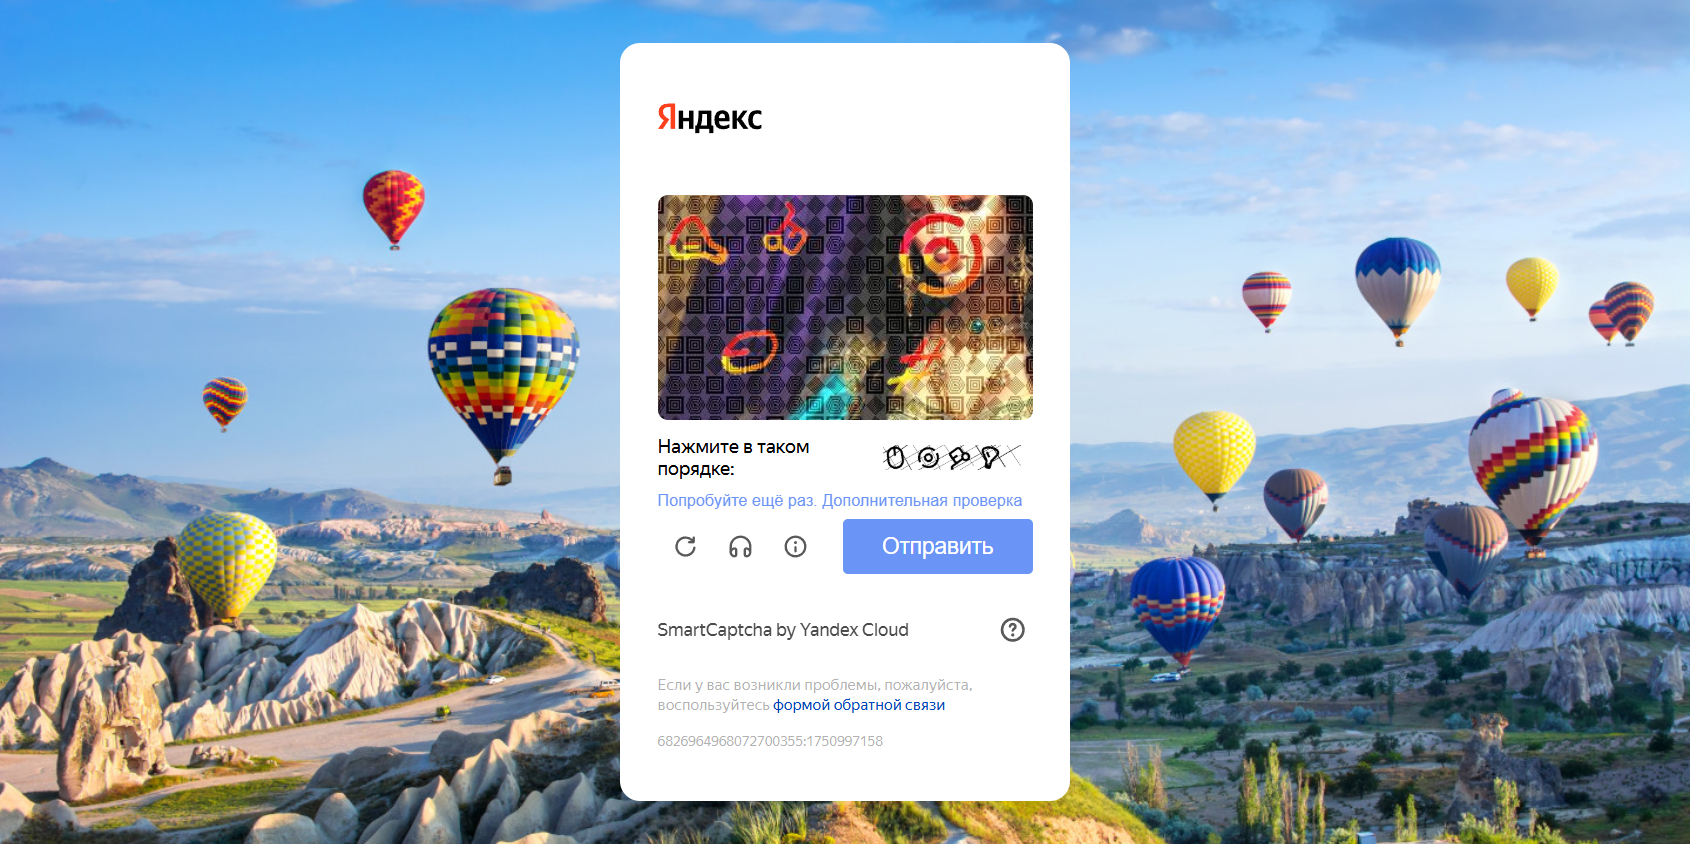 Яндекс
Нажмите в таком
порядке:
Попробуйте ещё раз. Дополнительная проверка
Отправить
SmartCaptcha by Yandex Cloud
Если у вас возникли проблемы, пожалуйста,
воспользуйтесь формой обратной связи
6826964968072700355:1750997158